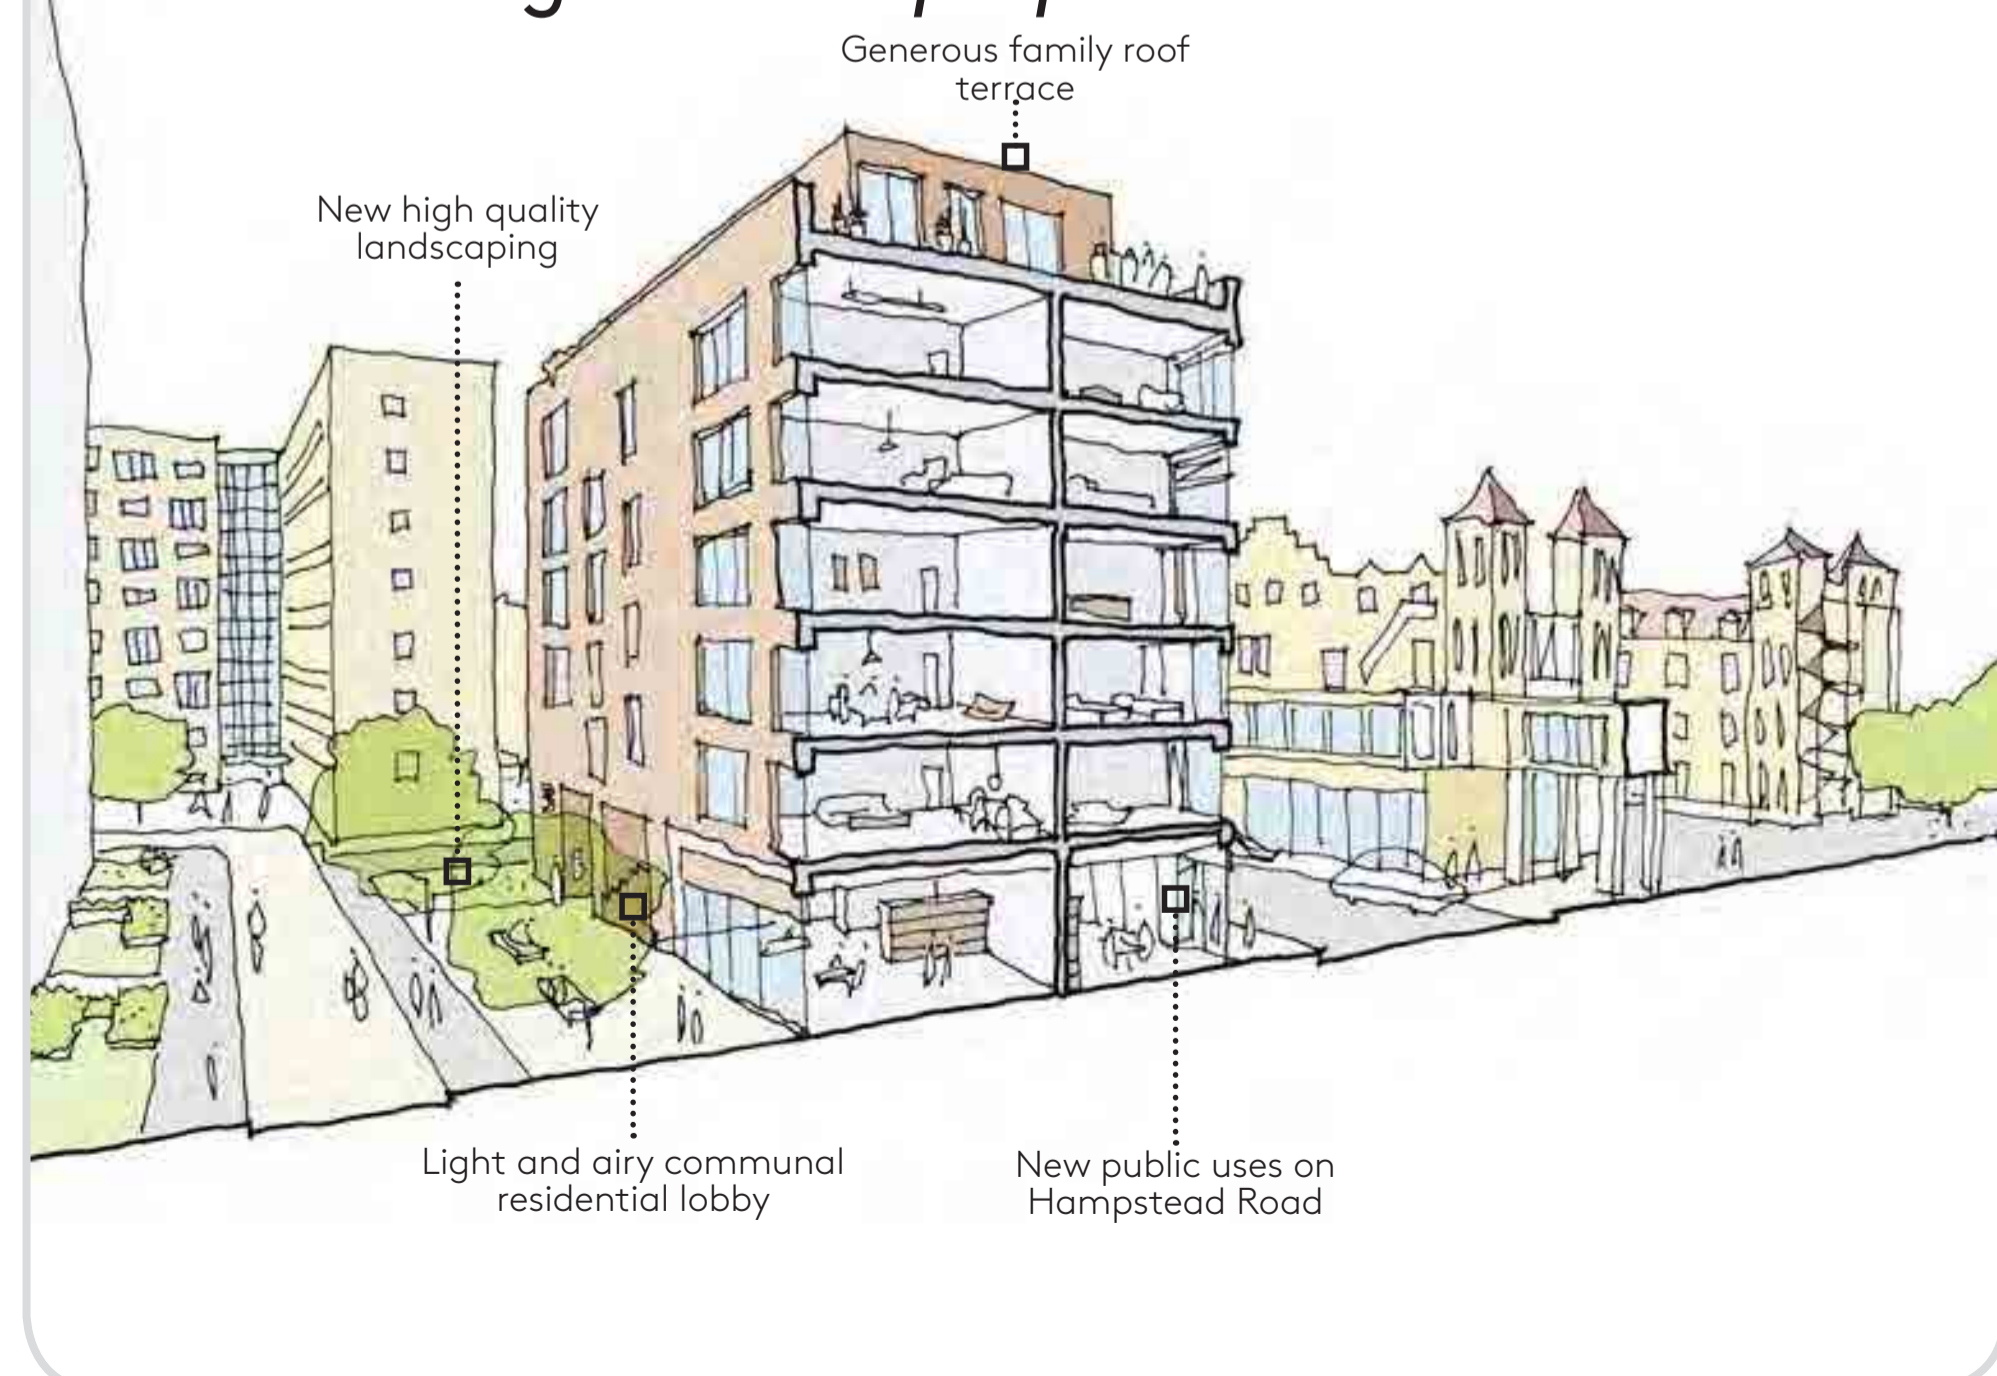 Generous family roof
terrace
New high quality
landscaping
Light and airy communal
residential lobby
New public uses on
Hampstead Road